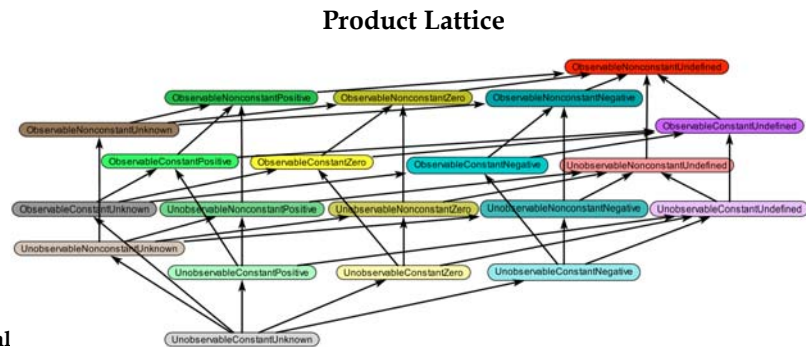 Product Lattice
ObservableNonconstantUndefined
ObservableNonconstantPositive
ObservableNonconstantZero
ObservableNonconstantNegative
ObservableNonconstantUnknown
ObservableConstantUndefined
ObservableConstantPositive
ObservableConstantZero
ObservableConstantNegative
UnobservableNonconstantUndefined
ObservableConstantUnknown
UnobservableNonconstantPositive
UnobservableNonconstantZero
UnobservableNonconstantNegative
UnobservableConstantUndefined
UnobservableNonconstantUnknown
UnobservableConstantPositive
UnobservableConstantZero
UnobservableConstantNegative
UnobservableConstantUnknown
al